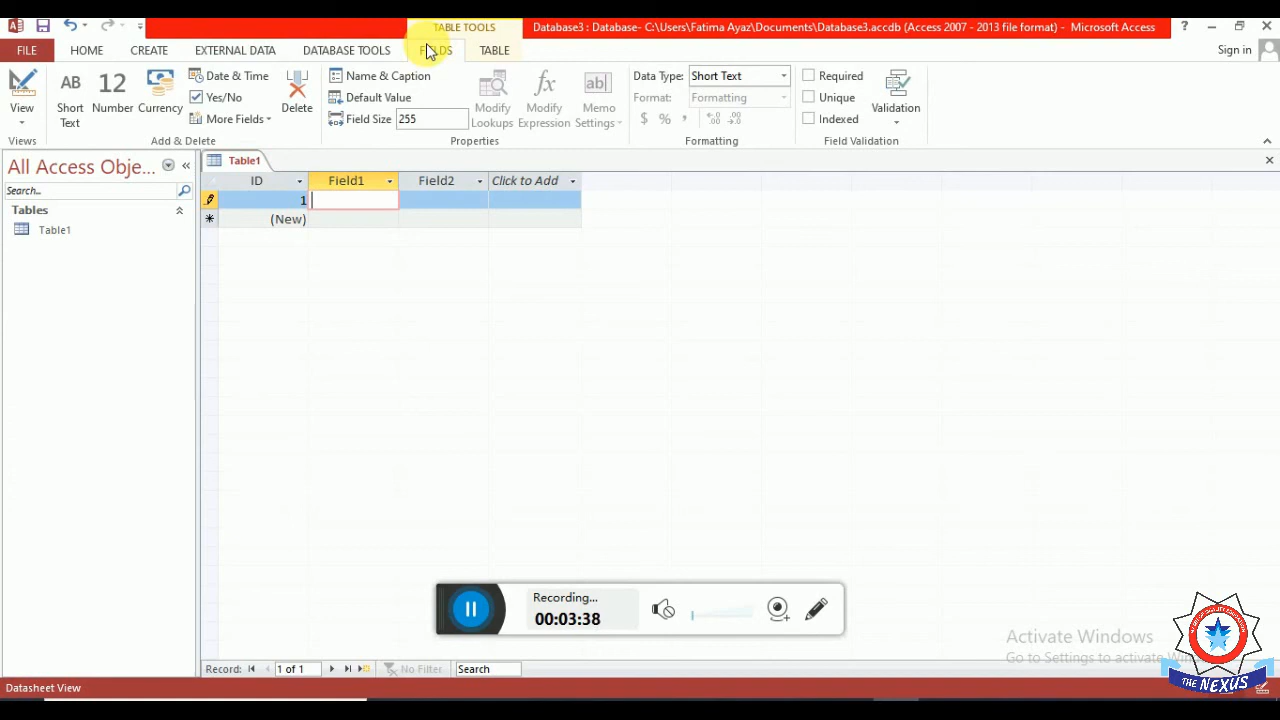 TABLE TOOLS
Database3 : Database- C:\Users\Fatima Ayaz\Documents\Database3.accdb (Access 2007 - 2013 file format) - Microsoft Access
?
FILE HOME CREATE EXTERNAL DATA DATABASE TOOLS FIELDS TABLE
Sign in
View
Views
AB
Short Text
12
Number
Currency
Date & Time
Yes/No
More Fields
Delete
Add & Delete
Name & Caption
Default Value
Field Size 255
Modify Lookups
fx
Modify Expression
ab
Memo Settings
Properties
Data Type: Short Text
Format: Formatting
$ % , .00 .0
Formatting
Required
Unique
Indexed
Validation
Field Validation
All Access Obje...
Search...
Tables
Table1
Table1
ID Field1 Field2 Click to Add
1
(New)
Recording...
00:03:38
Activate Windows
Go to Settings to activate Win
THE NEXUS
Record: 1 of 1 No Filter Search
Datasheet View